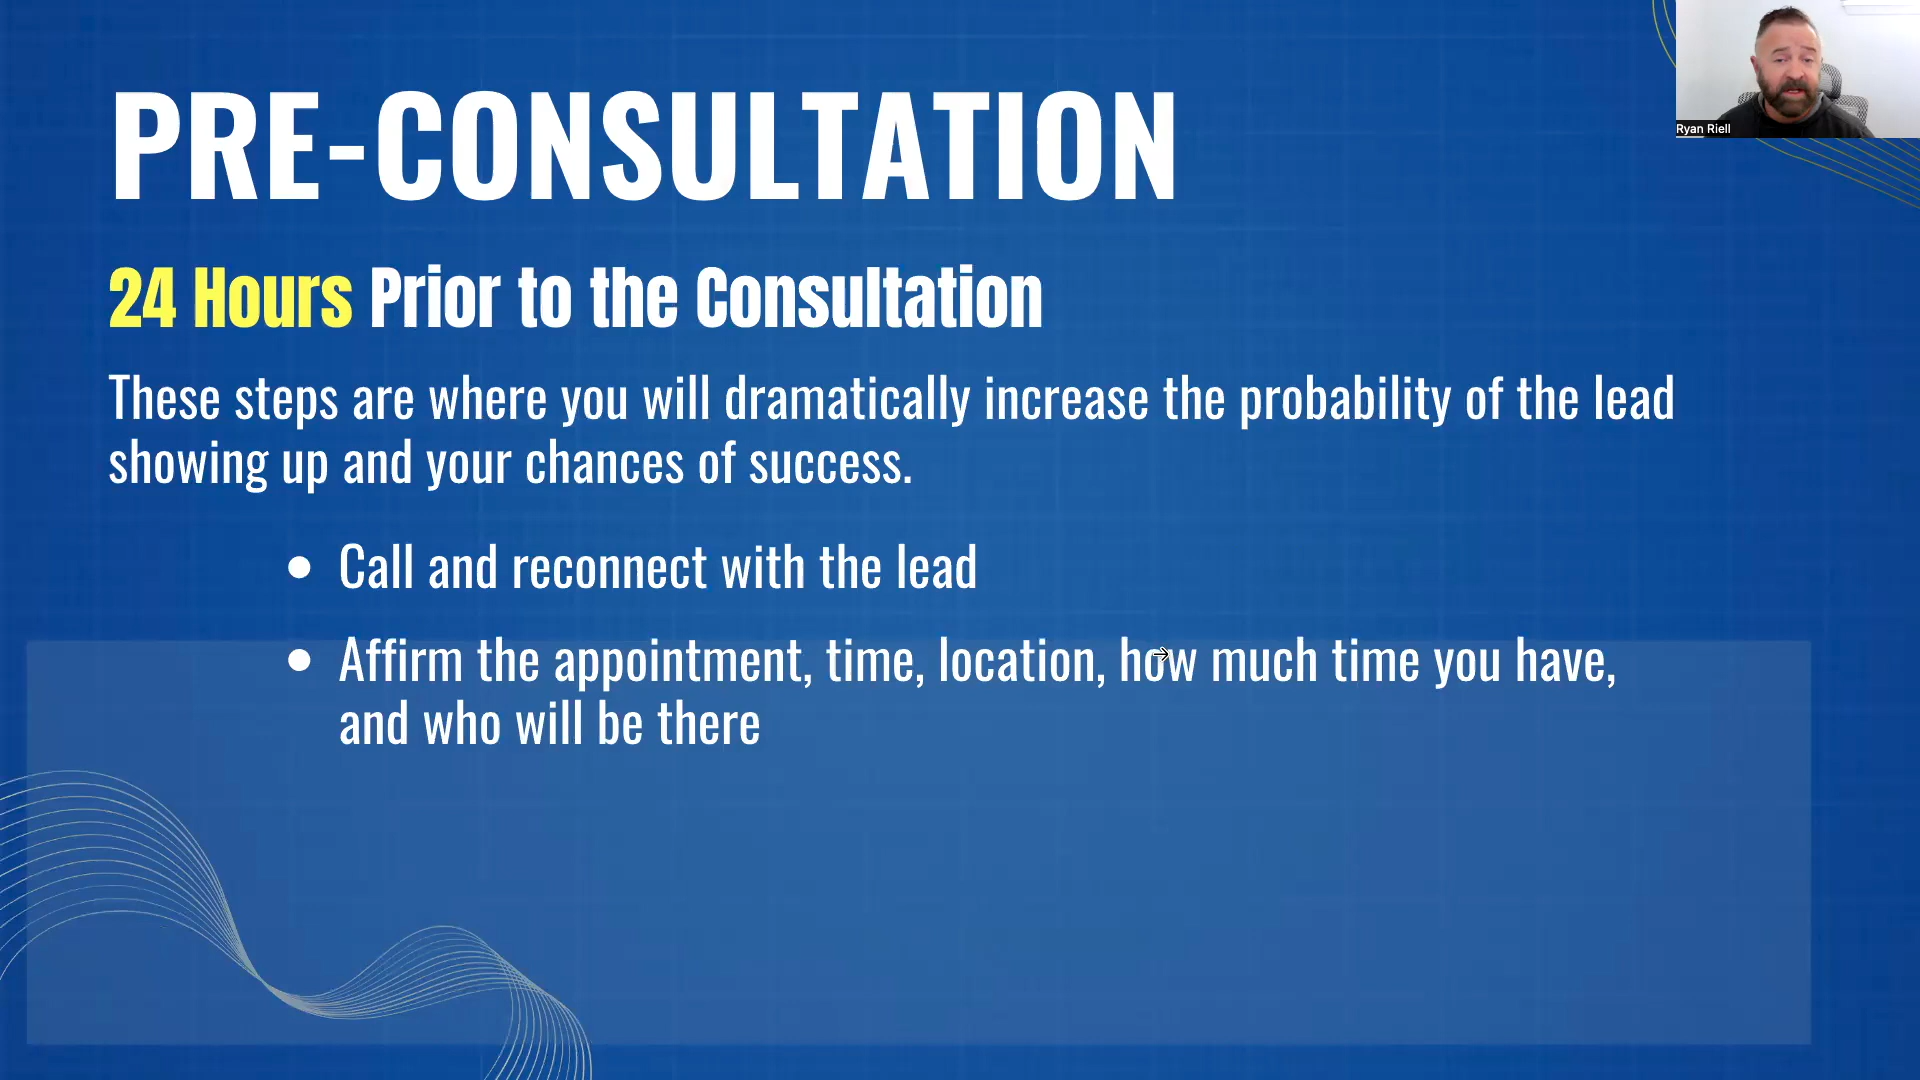 PRE-CONSULTATION
24 Hours Prior to the Consultation
These steps are where you will dramatically increase the probability of the lead
showing up and your chances of success.
● Call and reconnect with the lead
● Affirm the appointment, time, location, how much time you have,
and who will be there
Ryan Riell